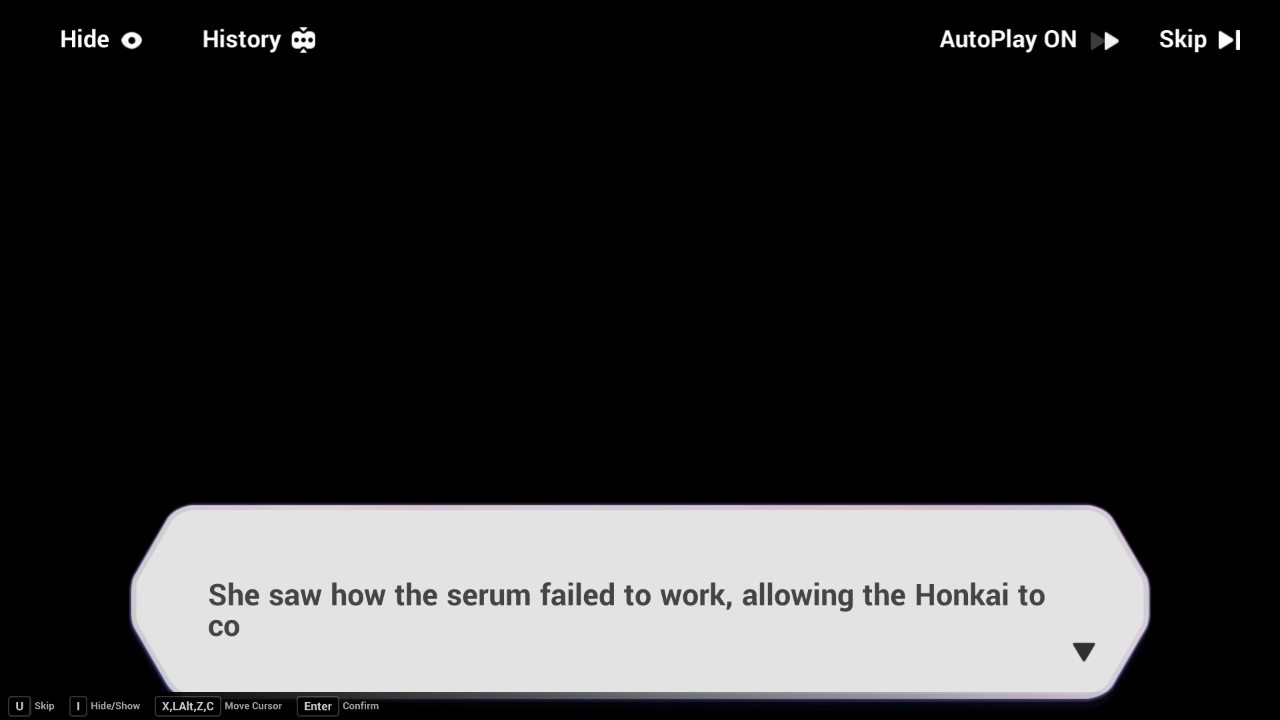 Hide
History
AutoPlay ON
Skip
She saw how the serum failed to work, allowing the Honkai to
co
U Skip I Hide/Show X,LAlt,Z,C Move Cursor Enter Confirm